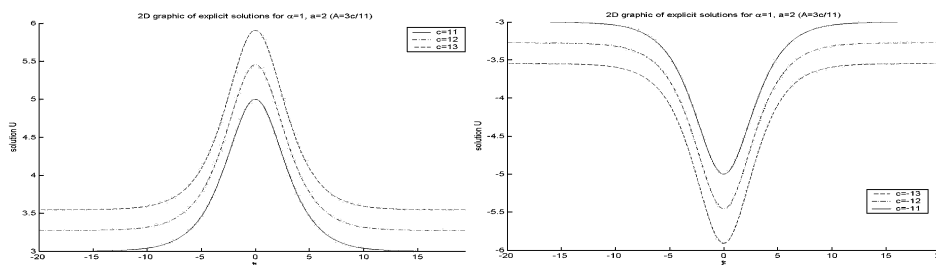 2D graphic of explicit solutions for α=1, a=2 (A=3c/11)
6
5.5
5
4.5
4
3.5
3
solution U
-20
-15
-10
-5
0
5
10
15
ξ
c=11
c=12
c=13
2D graphic of explicit solutions for α=1, a=2 (A=3c/11)
-3
-3.5
-4
-4.5
-5
-5.5
-6
solution U
-20
-15
-10
-5
0
5
10
15
ξ
c=-13
c=-12
c=-11